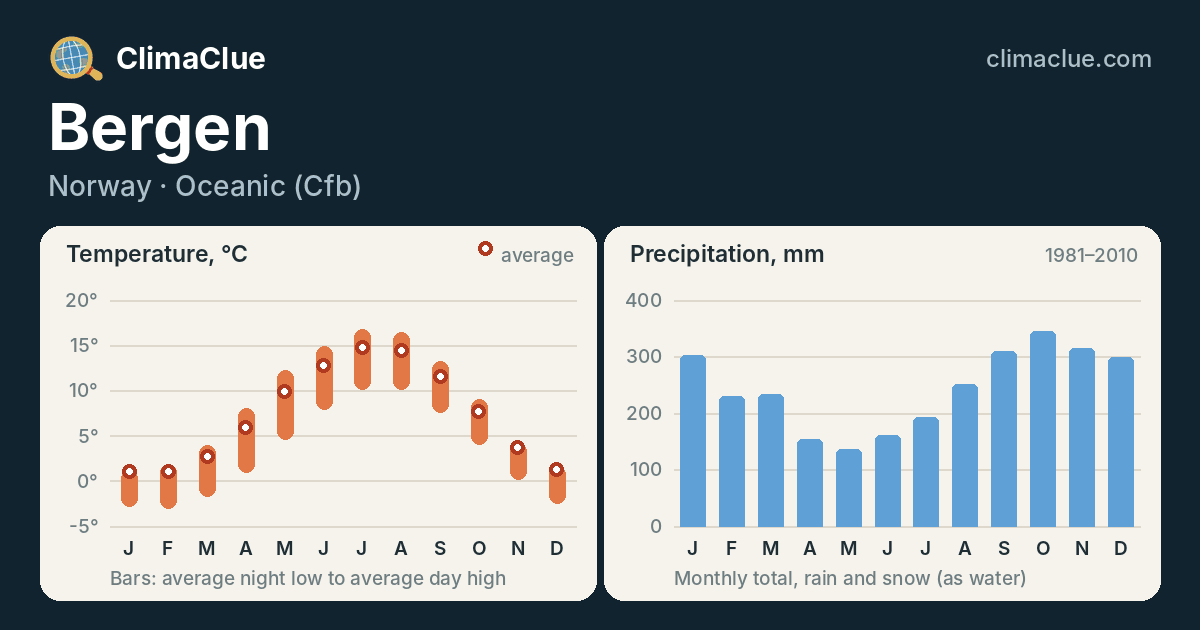 ClimaClue
climaclue.com
Bergen
Norway · Oceanic (Cfb)
Temperature, °C
average
20°
15°
10°
5°
0°
-5°
J F M A M J J A S O N D
Bars: average night low to average day high
Precipitation, mm
1981–2010
400
300
200
100
0
J F M A M J J A S O N D
Monthly total, rain and snow (as water)